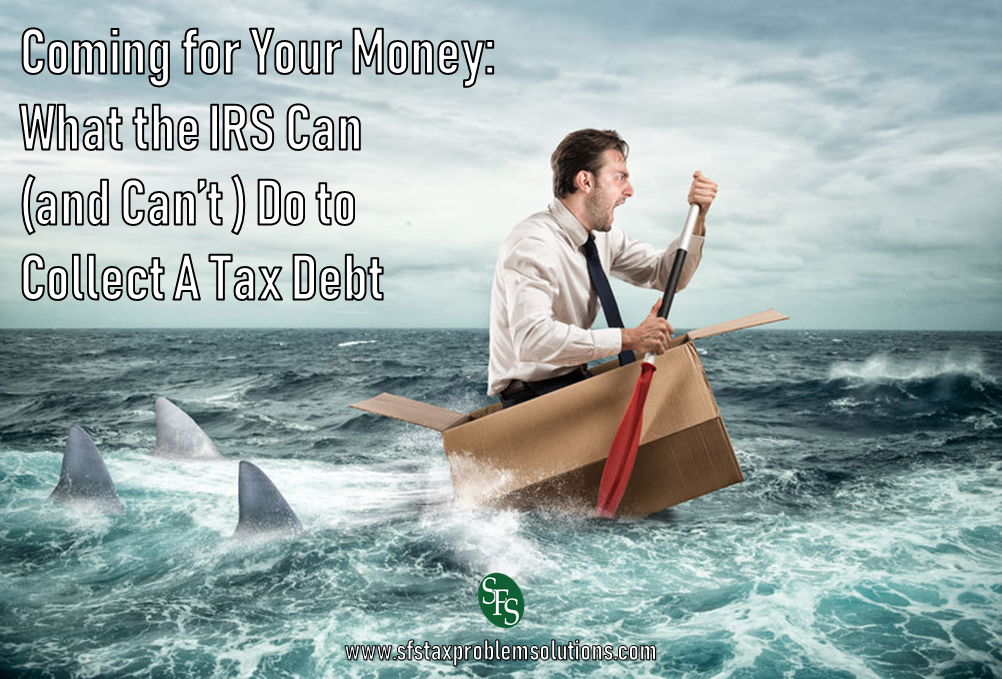 Coming for Your Money:
What the IRS Can
(and Can't ) Do to
Collect A Tax Debt
SFS
www.sfstaxproblemsolutions.com